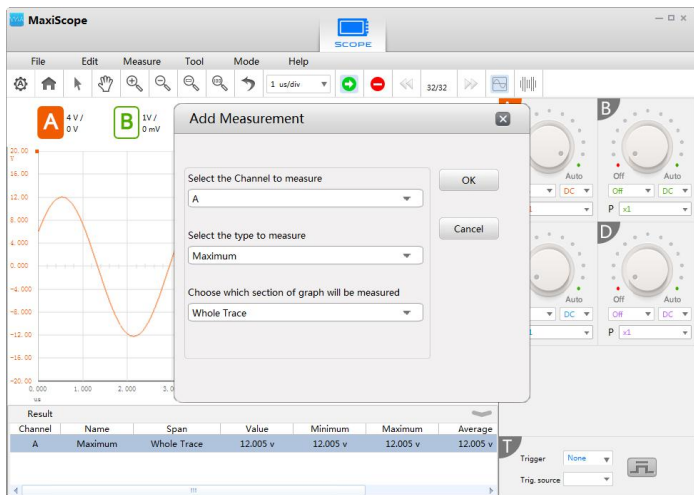 MaxiScope
SCOPE
File Edit Measure Tool Mode Help
1 us/div 32/32
A 4 V/ 0 V B 1V/ 0 mV
Add Measurement
Select the Channel to measure
A
OK
Select the type to measure
Maximum
Cancel
Choose which section of graph will be measured
Whole Trace
20.00
V
16.00
12.00
8.000
4.000
0.000
-4.000
-8.000
-12.00
-16.00
-20.00
0.000 1.000 2.000 3.0
us
B
Auto Off Auto
DC Off DC
P x1
D
Auto Off Auto
DC Off DC
P x1
Result
Channel Name Span Value Minimum Maximum Average
A Maximum Whole Trace 12.005 v 12.005 v 12.005 v 12.005 v
T
Trigger None
Trig. source